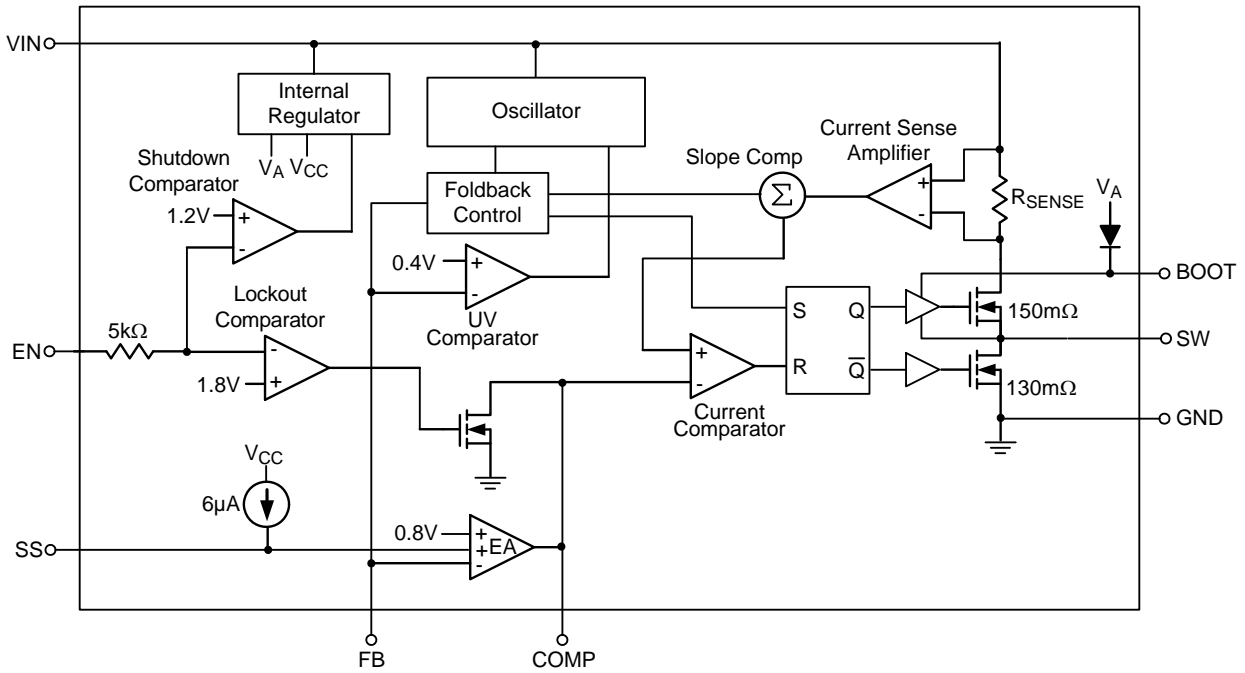 VIN
Internal
Regulator
VA VCC
Oscillator
Shutdown
Comparator
1.2V
+
-
Foldback
Control
Slope Comp
Σ
Current Sense
Amplifier
+
-
RSENSE
VA
BOOT
0.4V
+
-
UV
Comparator
Lockout
Comparator
5kΩ
EN
-
+
1.8V
+
-
Current
Comparator
S
R
Q
Q̅
150mΩ
SW
130mΩ
GND
VCC
6µA
SS
0.8V
+
+
-
EA
FB
COMP